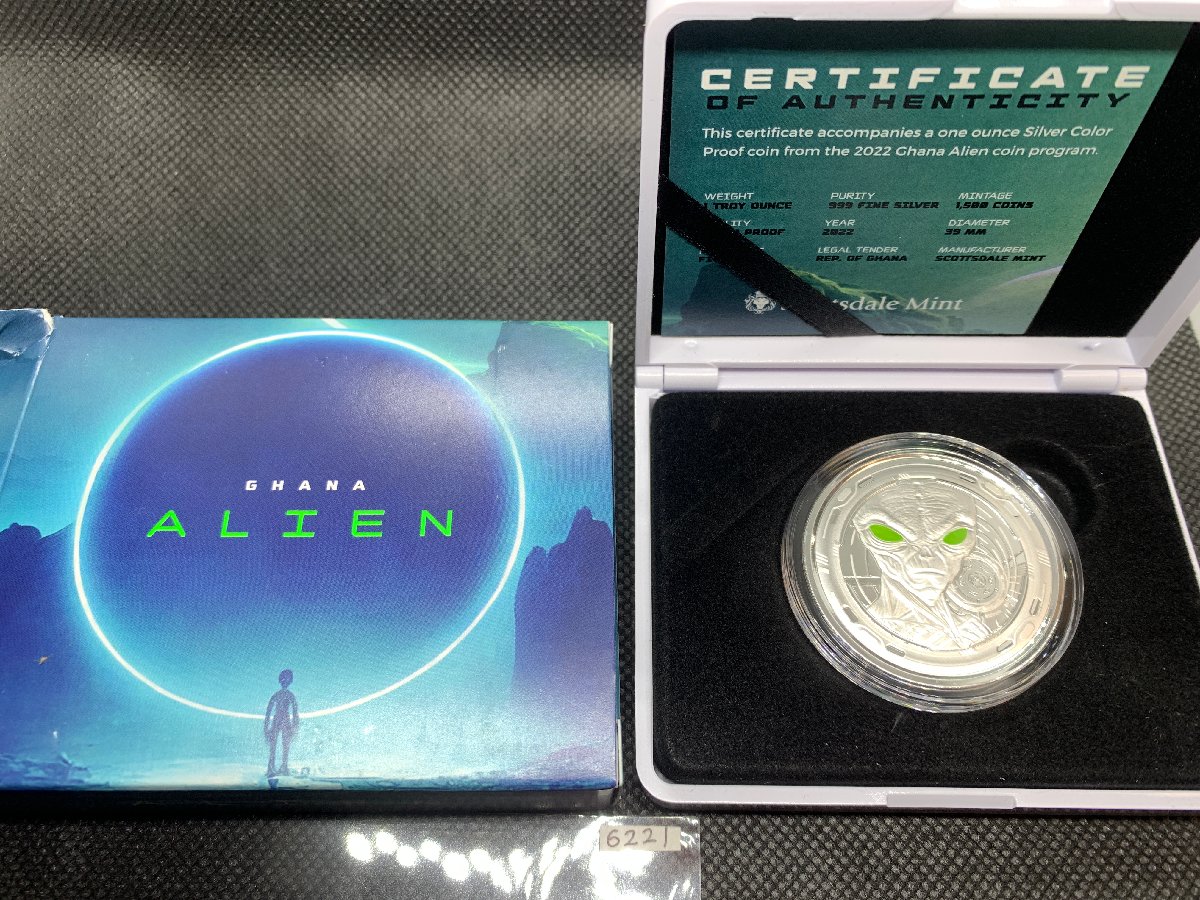 GHANA
ALIEN
CERTIFICATE
OF AUTHENTICITY
This certificate accompanies a one ounce Silver Color
Proof coin from the 2022 Ghana Alien coin program.
WEIGHT PURITY MINTAGE
1 TROY OUNCE 999 FINE SILVER 1,500 COINS
ITY YEAR DIAMETER
PROOF 2022 39 MM
LEGAL TENDER MANUFACTURER
REP. OF GHANA SCOTTSDALE MINT
tsdale Mint
6221